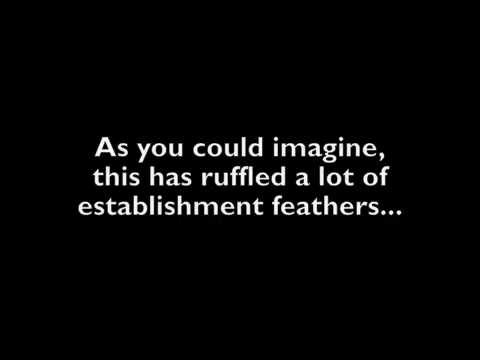 As you could imagine,
this has ruffled a lot of
establishment feathers...